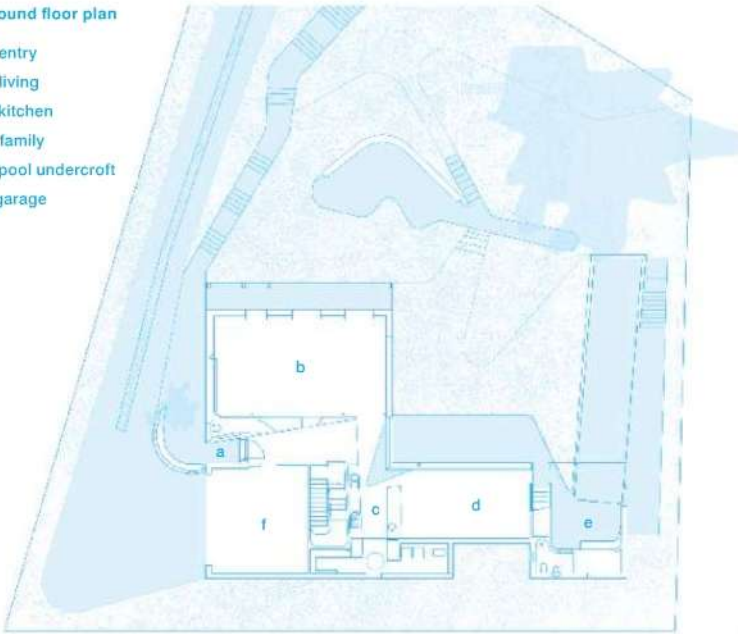 ound floor plan
entry
living
kitchen
family
pool undercroft
garage
b
a
f
c
d
e